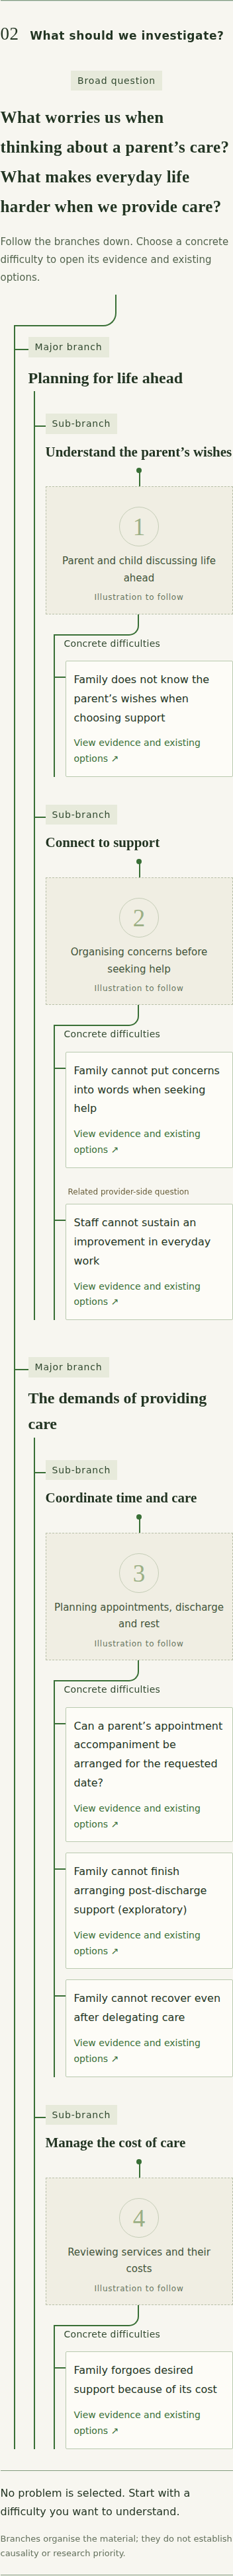 02 What should we investigate?
Broad question
What worries us when
thinking about a parent’s care?
What makes everyday life
harder when we provide care?
Follow the branches down. Choose a concrete
difficulty to open its evidence and existing
options.
Major branch
Planning for life ahead
Sub-branch
Understand the parent’s wishes
1
Parent and child discussing life
ahead
Illustration to follow
Concrete difficulties
Family does not know the
parent’s wishes when
choosing support
View evidence and existing
options ↗
Sub-branch
Connect to support
2
Organising concerns before
seeking help
Illustration to follow
Concrete difficulties
Family cannot put concerns
into words when seeking
help
View evidence and existing
options ↗
Related provider-side question
Staff cannot sustain an
improvement in everyday
work
View evidence and existing
options ↗
Major branch
The demands of providing
care
Sub-branch
Coordinate time and care
3
Planning appointments, discharge
and rest
Illustration to follow
Concrete difficulties
Can a parent’s appointment
accompaniment be
arranged for the requested
date?
View evidence and existing
options ↗
Family cannot finish
arranging post-discharge
support (exploratory)
View evidence and existing
options ↗
Family cannot recover even
after delegating care
View evidence and existing
options ↗
Sub-branch
Manage the cost of care
4
Reviewing services and their
costs
Illustration to follow
Concrete difficulties
Family forgoes desired
support because of its cost
View evidence and existing
options ↗
No problem is selected. Start with a
difficulty you want to understand.
Branches organise the material; they do not establish
causality or research priority.